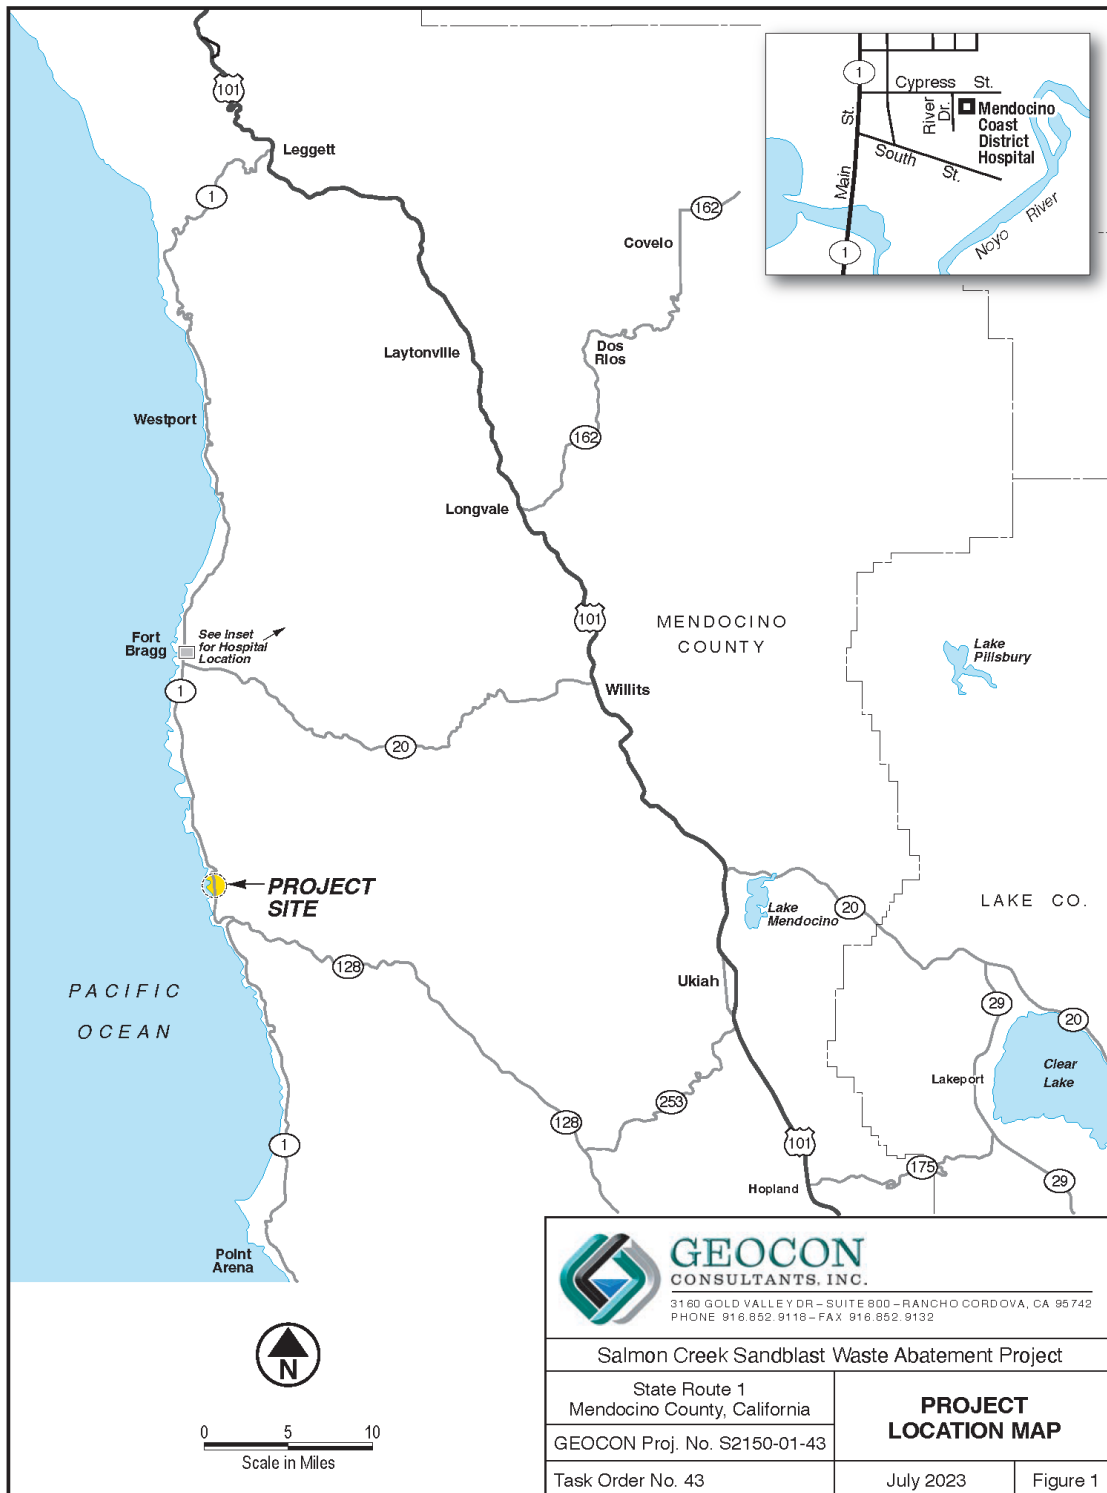 101
Leggett
1
162
Covelo
Dos
Rios
Laytonville
Westport
162
Longvale
101
MENDOCINO
COUNTY
Fort
Bragg
See Inset
for Hospital
Location
Lake
Pillsbury
1
Willits
20
PROJECT
SITE
Lake
Mendocino
20
LAKE CO.
128
Ukiah
PACIFIC
OCEAN
29
20
Clear
Lake
Lakeport
253
128
101
1
175
29
Hopland
Point
Arena
1
Cypress St.
River
Dr.
Mendocino
Coast
District
Hospital
Main St.
South St.
Noyo River
1
N
0 5 10
Scale in Miles
GEOCON
CONSULTANTS, INC.
3160 GOLD VALLEY DR – SUITE 800 – RANCHO CORDOVA, CA 95742
PHONE 916.852.9118 – FAX 916.852.9132
Salmon Creek Sandblast Waste Abatement Project
State Route 1
Mendocino County, California
GEOCON Proj. No. S2150-01-43
Task Order No. 43
PROJECT
LOCATION MAP
July 2023
Figure 1